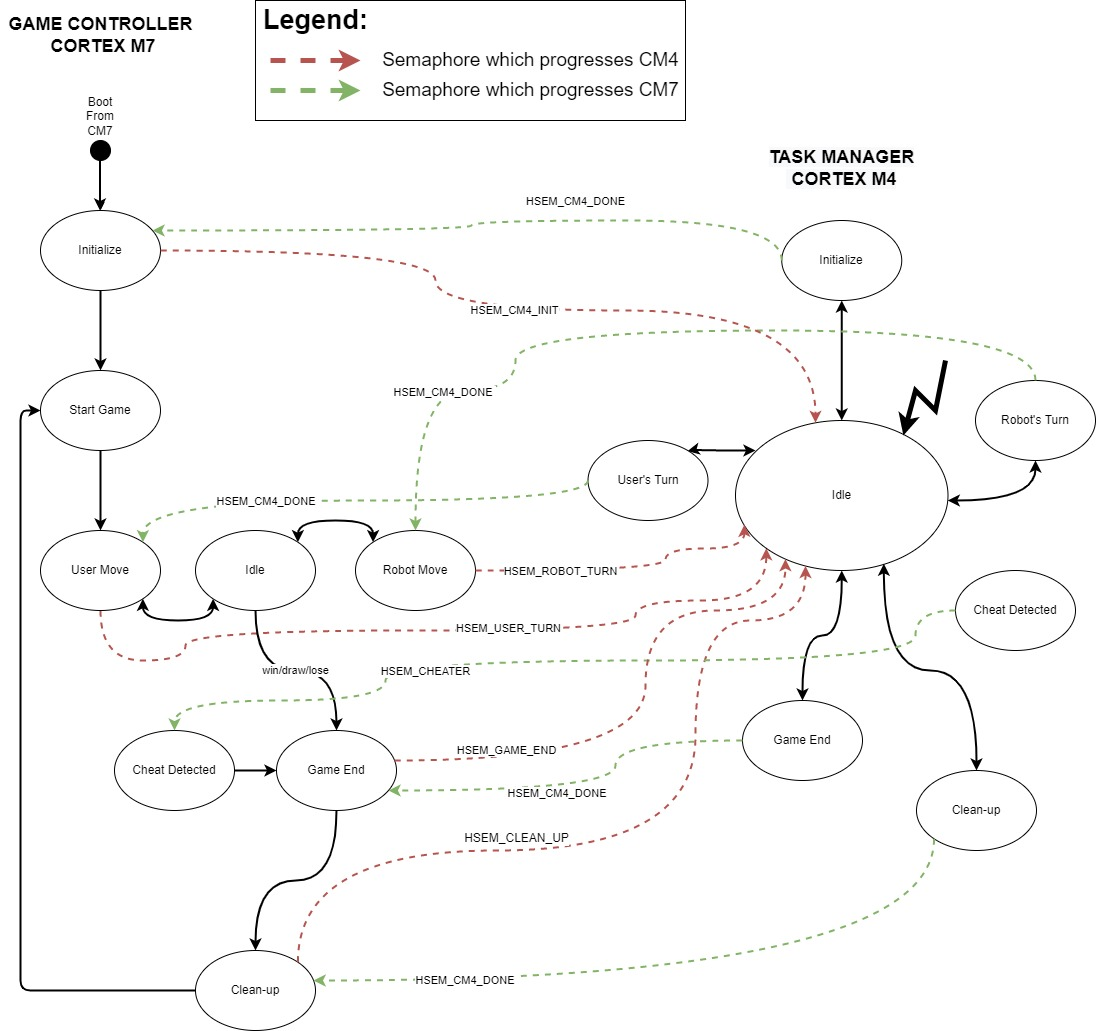 GAME CONTROLLER
CORTEX M7
Legend:
Semaphore which progresses CM4
Semaphore which progresses CM7
Boot
From
CM7
TASK MANAGER
CORTEX M4
HSEM_CM4_DONE
Initialize
Initialize
HSEM_CM4_INIT
HSEM_CM4_DONE
Start Game
Robot's Turn
User's Turn
Idle
HSEM_CM4_DONE
User Move
Idle
Robot Move
HSEM_ROBOT_TURN
Cheat Detected
HSEM_USER_TURN
win/draw/lose
HSEM_CHEATER
Game End
HSEM_GAME_END
Cheat Detected
Game End
HSEM_CM4_DONE
Clean-up
HSEM_CLEAN_UP
HSEM_CM4_DONE
Clean-up